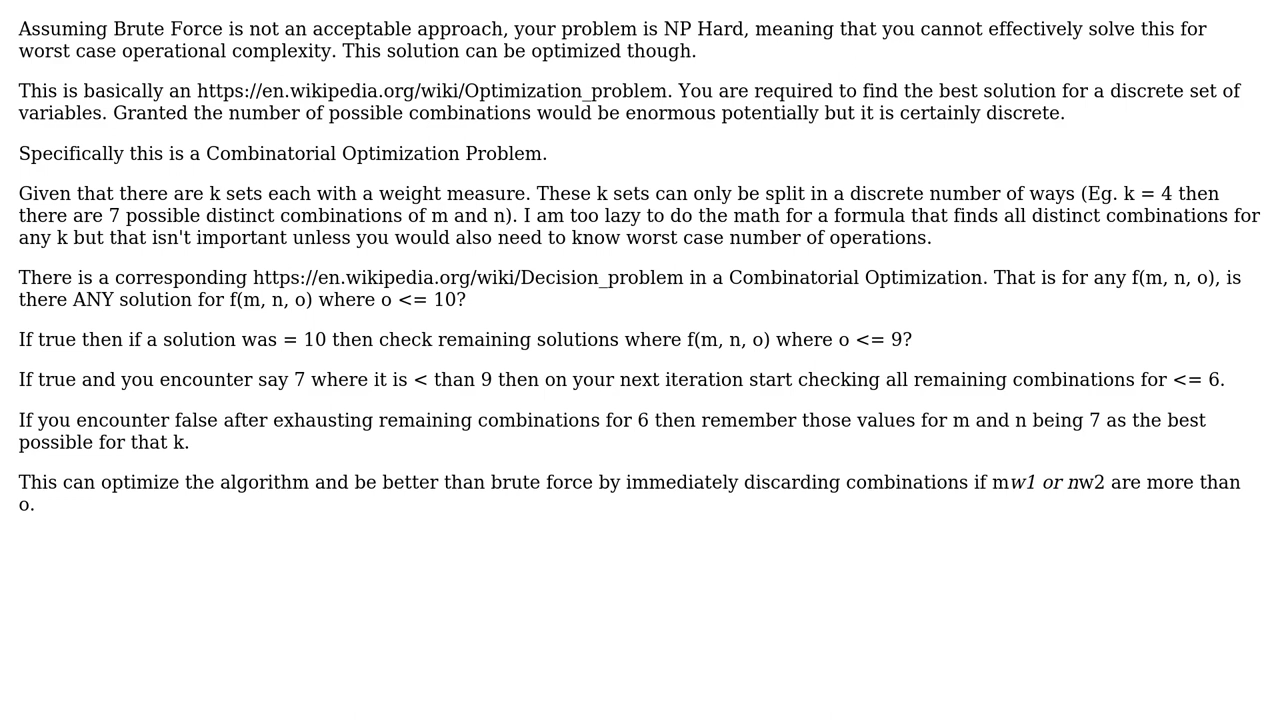 Assuming Brute Force is not an acceptable approach, your problem is NP Hard, meaning that you cannot effectively solve this for
worst case operational complexity. This solution can be optimized though.
This is basically an https://en.wikipedia.org/wiki/Optimization_problem. You are required to find the best solution for a discrete set of
variables. Granted the number of possible combinations would be enormous potentially but it is certainly discrete.
Specifically this is a Combinatorial Optimization Problem.
Given that there are k sets each with a weight measure. These k sets can only be split in a discrete number of ways (Eg. k = 4 then
there are 7 possible distinct combinations of m and n). I am too lazy to do the math for a formula that finds all distinct combinations for
any k but that isn't important unless you would also need to know worst case number of operations.
There is a corresponding https://en.wikipedia.org/wiki/Decision_problem in a Combinatorial Optimization. That is for any f(m, n, o), is
there ANY solution for f(m, n, o) where o <= 10?
If true then if a solution was = 10 then check remaining solutions where f(m, n, o) where o <= 9?
If true and you encounter say 7 where it is < than 9 then on your next iteration start checking all remaining combinations for <= 6.
If you encounter false after exhausting remaining combinations for 6 then remember those values for m and n being 7 as the best
possible for that k.
This can optimize the algorithm and be better than brute force by immediately discarding combinations if mw1 or nw2 are more than
o.